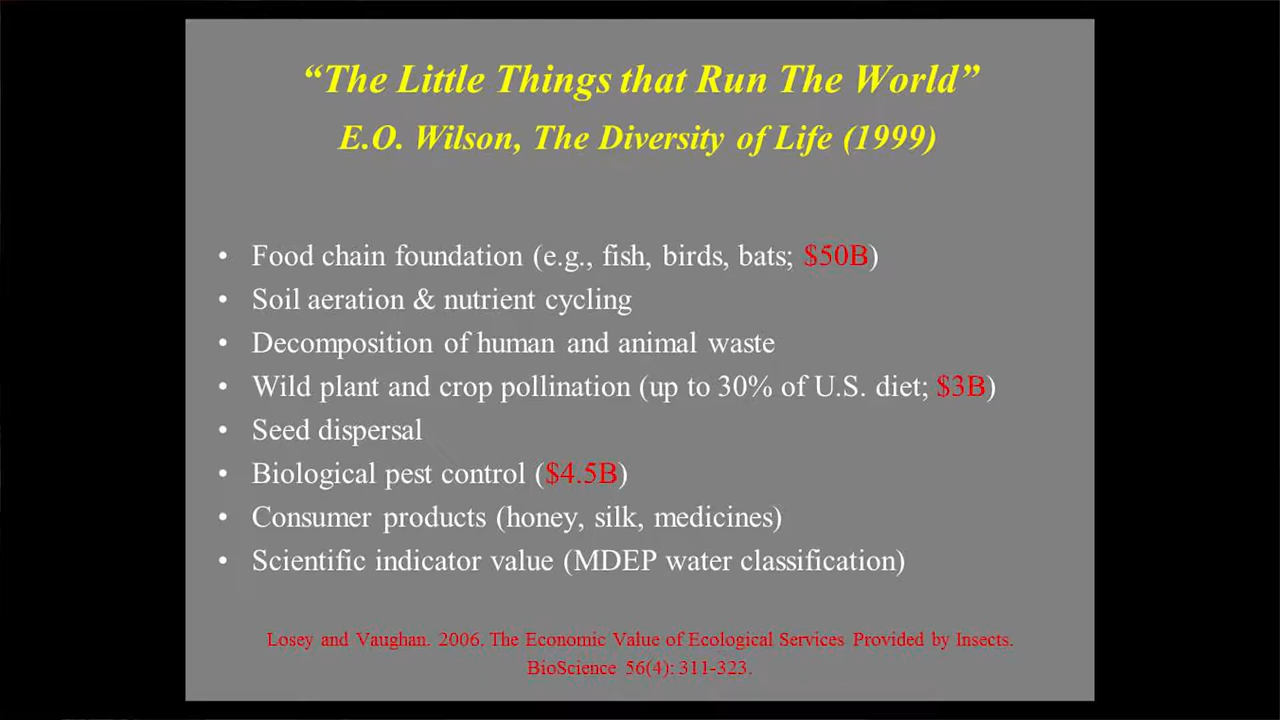 “The Little Things that Run The World”
E.O. Wilson, The Diversity of Life (1999)
• Food chain foundation (e.g., fish, birds, bats; $50B)
• Soil aeration & nutrient cycling
• Decomposition of human and animal waste
• Wild plant and crop pollination (up to 30% of U.S. diet; $3B)
• Seed dispersal
• Biological pest control ($4.5B)
• Consumer products (honey, silk, medicines)
• Scientific indicator value (MDEP water classification)
Losey and Vaughan. 2006. The Economic Value of Ecological Services Provided by Insects.
BioScience 56(4): 311-323.